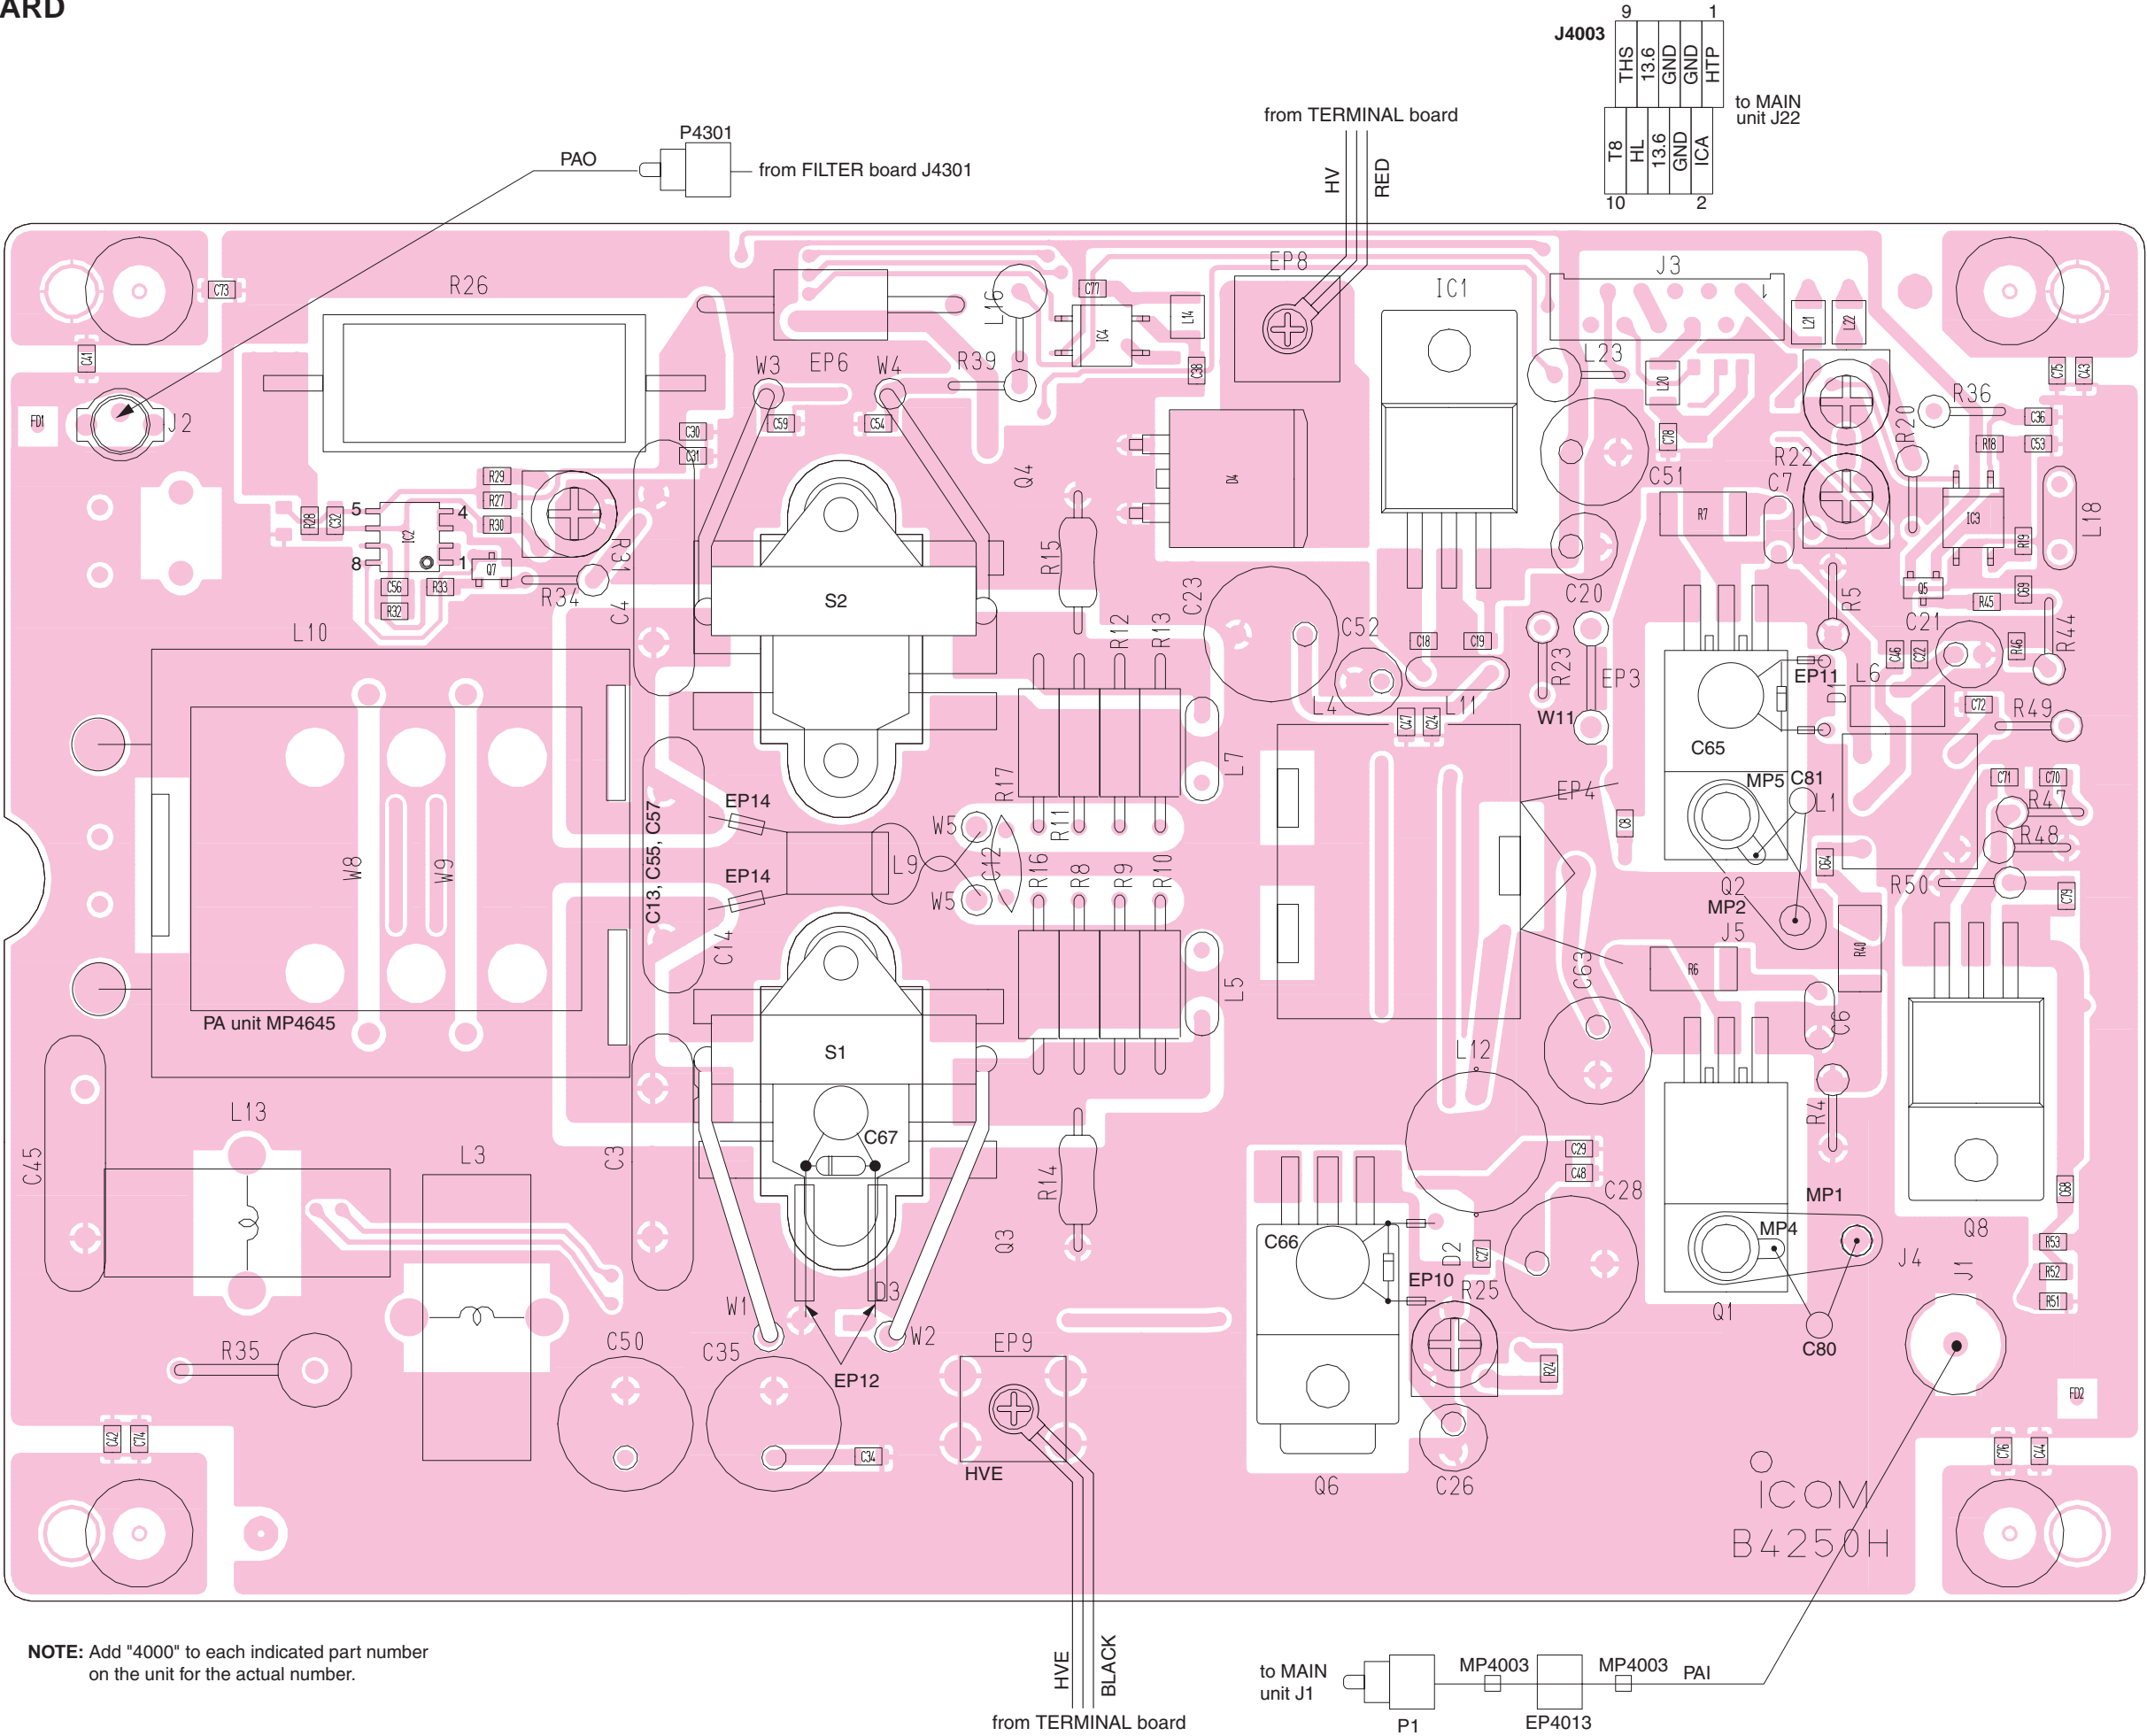 ARD
9 1
J4003
THS
13.6
GND
GND
HTP
to MAIN
unit J22
T8
HL
13.6
GND
ICA
10 2
from TERMINAL board
HV
RED
P4301
PAO
from FILTER board J4301
R26
C73
C41
FD1
J2
EP6
W3
W4
C59
C54
C30
C31
L16
R39
C77
IC4
L14
C38
EP8
IC1
J3
1
L21
L22
L23
L20
C78
R36
R20
R22
C36
R18
C53
C75
C43
R29
R27
R30
R28
C32
IC2
5
4
8
1
C56
R33
R32
Q7
R34
R31
C4
S2
Q4
R15
D4
C51
R7
C7
IC3
R19
L18
C69
Q5
R45
C20
C23
C52
C18
C19
R5
C21
R44
R46
C46
C22
L10
R12
R13
L4
L11
C47
C24
R23
EP3
W11
EP11
D1
L6
C72
R49
C65
L7
R17
R11
EP4
MP5
C81
L1
C71
C70
R47
R48
C8
C64
R50
C79
W8
W9
C13, C55, C57
EP14
EP14
L9
W5
W5
C12
R16
R8
R9
R10
C14
Q2
MP2
J5
R6
R40
C63
C6
L5
PA unit MP4645
S1
L12
R4
C45
L13
L3
C3
C67
R14
Q3
C29
C48
C28
MP1
MP4
C68
Q8
R53
R52
R51
J4
J1
C66
D2
C27
EP10
R25
R24
Q1
C80
W1
D3
W2
EP12
R35
C50
C35
C34
EP9
HVE
Q6
C26
FD2
C42
C74
C76
C44
iCOM
B4250H
NOTE: Add "4000" to each indicated part number
on the unit for the actual number.
HVE
BLACK
from TERMINAL board
to MAIN
unit J1
P1
MP4003
EP4013
MP4003
PAI